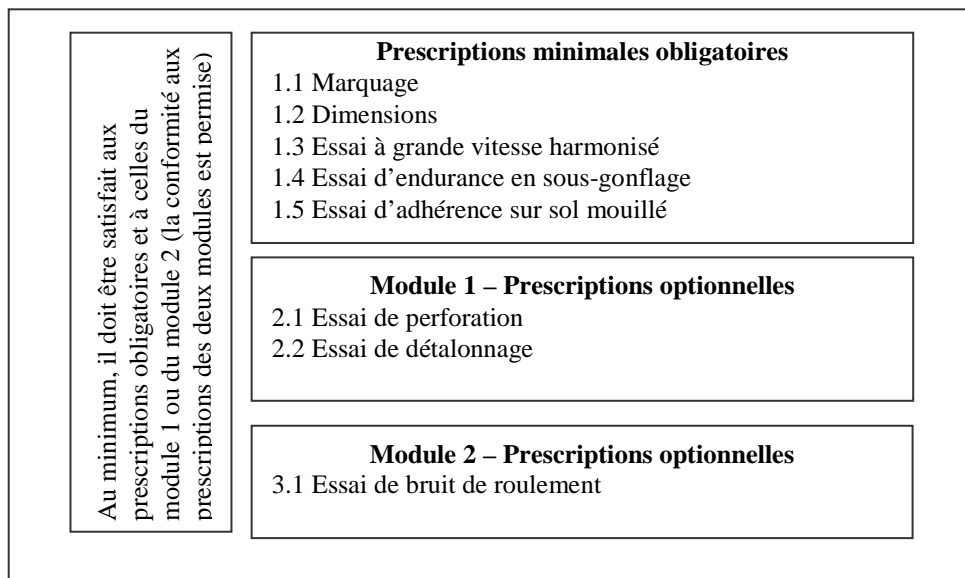 Au minimum, il doit être satisfait aux
prescriptions obligatoires et à celles du
module 1 ou du module 2 (la conformité aux
prescriptions des deux modules est permise)
Prescriptions minimales obligatoires
1.1 Marquage
1.2 Dimensions
1.3 Essai à grande vitesse harmonisé
1.4 Essai d’endurance en sous-gonflage
1.5 Essai d’adhérence sur sol mouillé
Module 1 – Prescriptions optionnelles
2.1 Essai de perforation
2.2 Essai de détalonnage
Module 2 – Prescriptions optionnelles
3.1 Essai de bruit de roulement